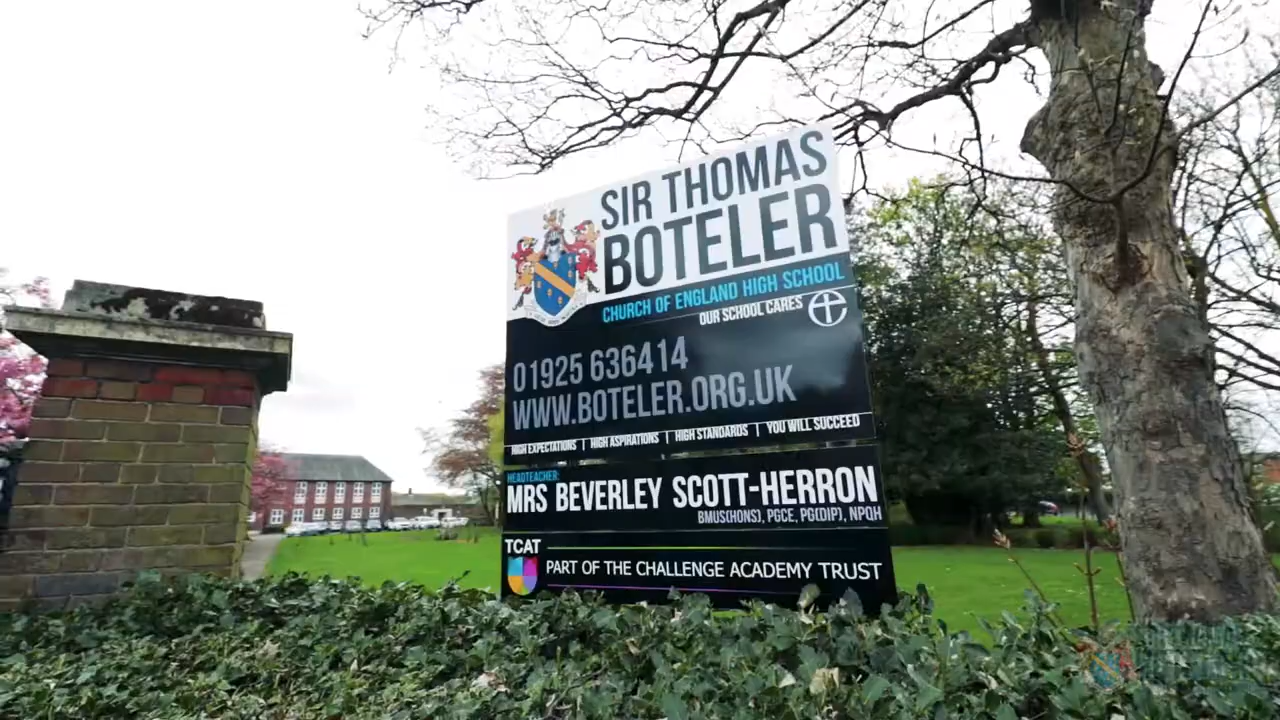 SIR THOMAS
BOTELER
CHURCH OF ENGLAND HIGH SCHOOL
OUR SCHOOL CARES
01925 636414
WWW.BOTELER.ORG.UK
HIGH EXPECTATIONS | HIGH ASPIRATIONS | HIGH STANDARDS | YOU WILL SUCCEED
HEADTEACHER:
MRS BEVERLEY SCOTT-HERRON
BMUS(HONS), PGCE, PG(DIP), NPQH
TCAT
PART OF THE CHALLENGE ACADEMY TRUST